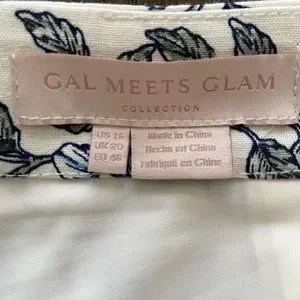 GAL MEETS GLAM
COLLECTION
US 16
UK 20
EU 46
Made in China
Hecho en China
Fabriqué en Chine